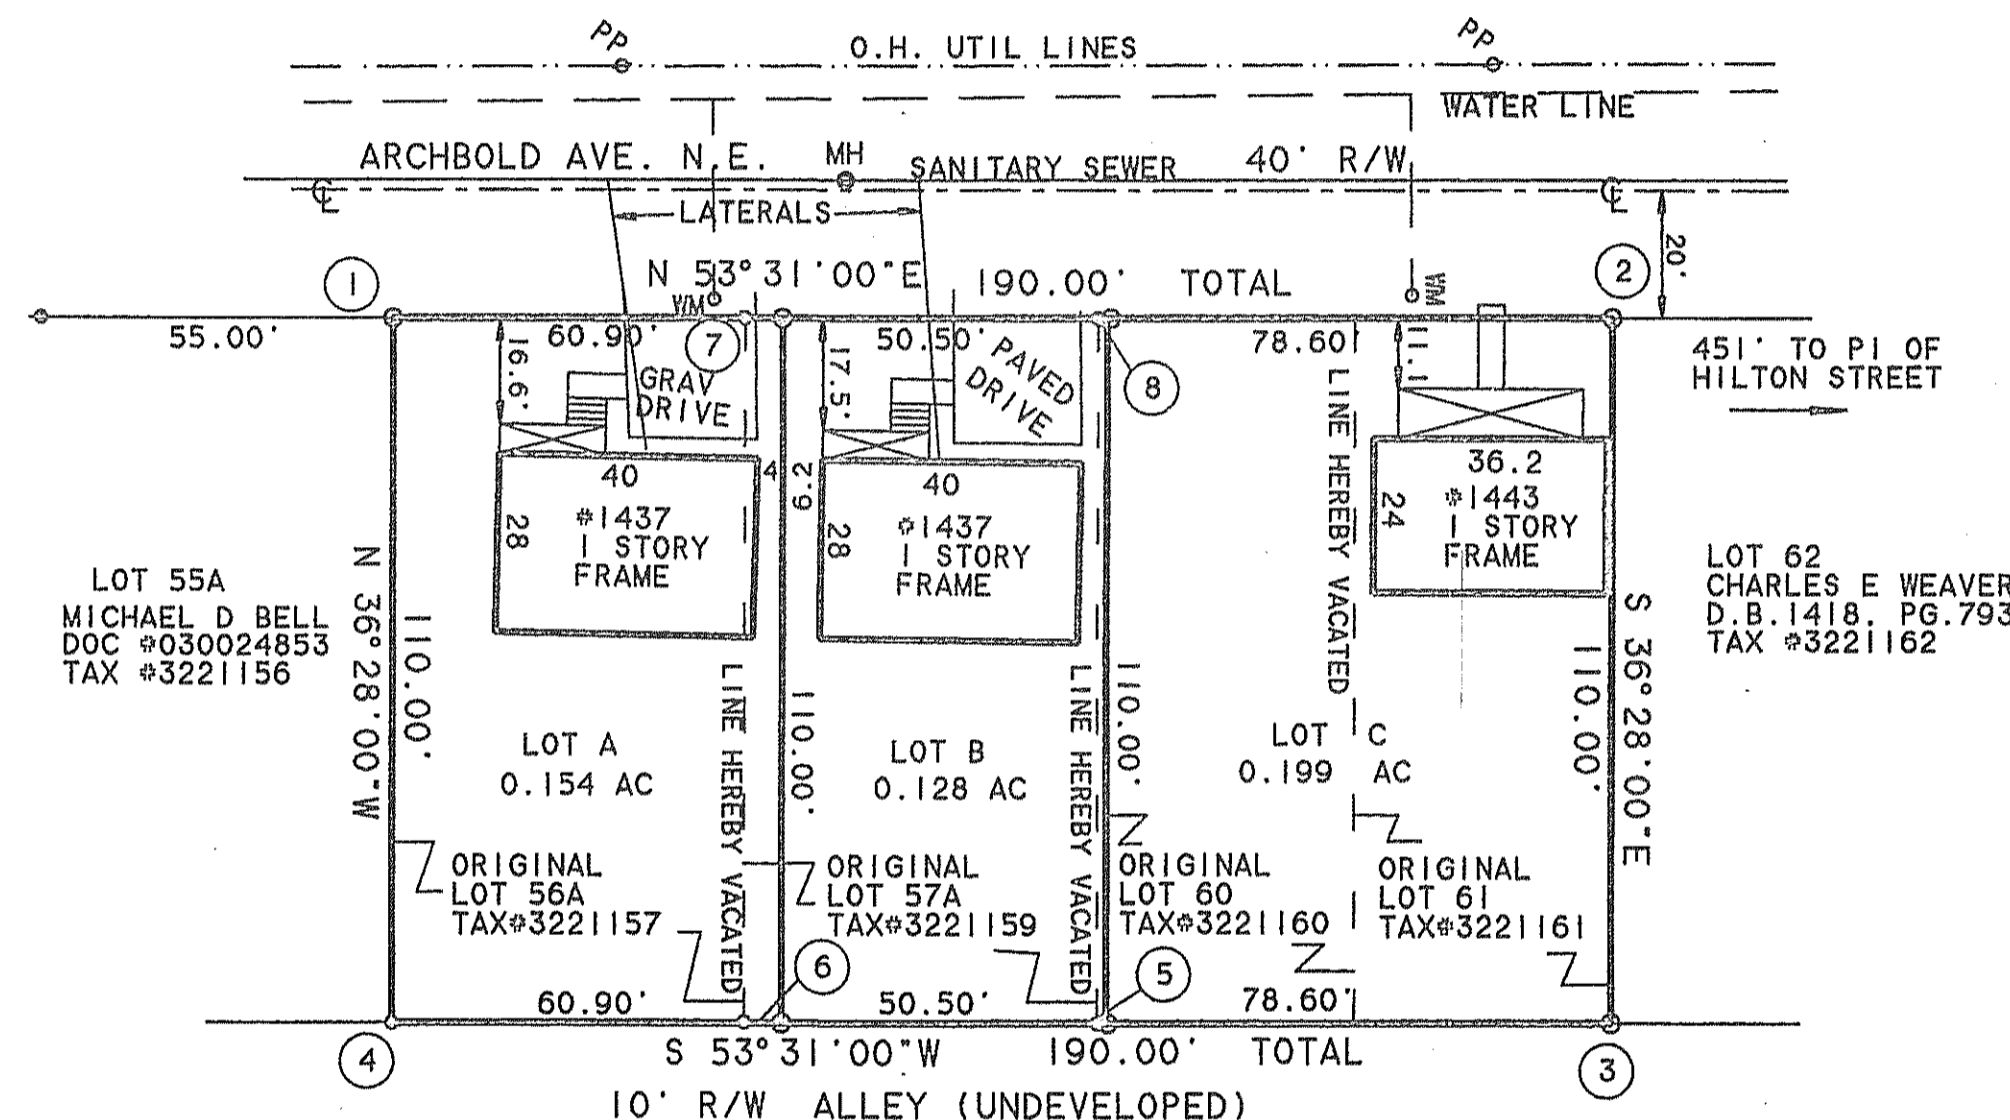 PP
PP
O.H. UTIL LINES
WATER LINE
ARCHBOLD AVE. N.E.
MH
SANITARY SEWER
40' R/W
LATERALS
20'
N 53°31'00"E
190.00' TOTAL
1
2
WM
WM
55.00'
60.90'
7
50.50'
78.60'
8
451' TO PI OF
HILTON STREET
16.6'
GRAV
DRIVE
17.5'
PAVED
DRIVE
11.1
40
28
#1437
1 STORY
FRAME
4
6.2
40
28
#1437
1 STORY
FRAME
36.2
24
#1443
1 STORY
FRAME
LOT 55A
MICHAEL D BELL
DOC #030024853
TAX #3221156
N 36°28'00"W
110.00'
LOT A
0.154 AC
LINE HEREBY VACATED
110.00'
LOT B
0.128 AC
LINE HEREBY VACATED
110.00'
LOT C
0.199 AC
LINE HEREBY VACATED
110.00'
S 36°28'00"E
LOT 62
CHARLES E WEAVER
D.B.1418, PG.793
TAX #3221162
ORIGINAL
LOT 56A
TAX#3221157
ORIGINAL
LOT 57A
TAX#3221159
ORIGINAL
LOT 60
TAX#3221160
ORIGINAL
LOT 61
TAX#3221161
6
5
60.90'
50.50'
78.60'
4
3
S 53°31'00"W
190.00' TOTAL
10' R/W ALLEY (UNDEVELOPED)